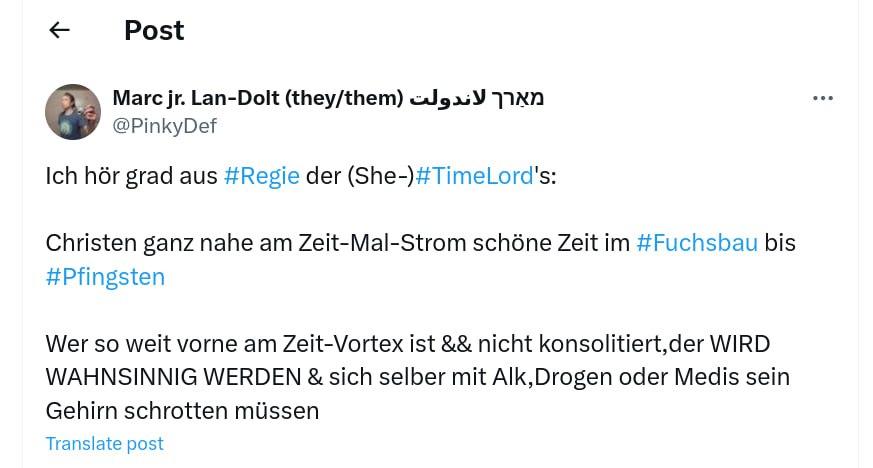 Post
Marc jr. Lan-Dolt (they/them) لاندولت מאַרך
@PinkyDef
Ich hör grad aus #Regie der (She-)#TimeLord's:
Christen ganz nahe am Zeit-Mal-Strom schöne Zeit im #Fuchsbau bis
#Pfingsten
Wer so weit vorne am Zeit-Vortex ist && nicht konsolitiert,der WIRD
WAHNSINNIG WERDEN & sich selber mit Alk,Drogen oder Medis sein
Gehirn schrotten müssen
Translate post